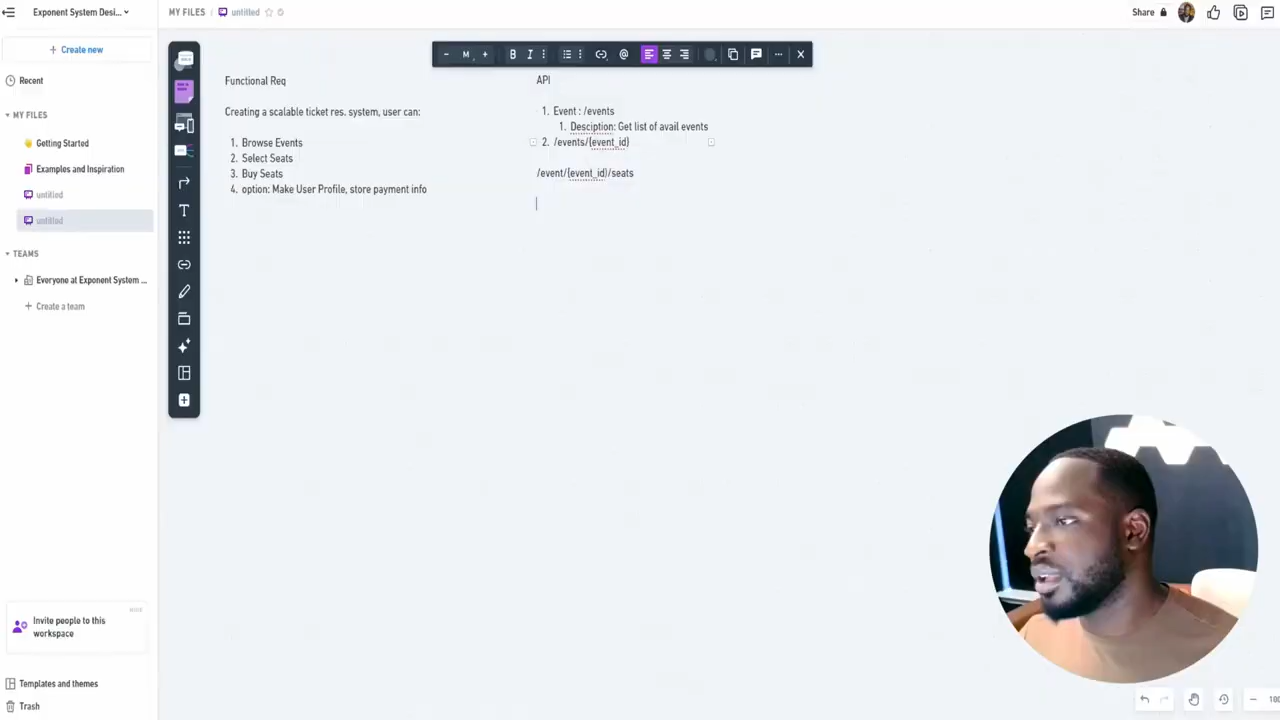 Exponent System Desi...
MY FILES / untitled
Share
+ Create new
Recent
MY FILES
Getting Started
Examples and Inspiration
untitled
untitled
TEAMS
Everyone at Exponent System ...
+ Create a team
HIDE
Invite people to this
workspace
Templates and themes
Trash
− M + B I @
Functional Req
Creating a scalable ticket res. system, user can:
1. Browse Events
2. Select Seats
3. Buy Seats
4. option: Make User Profile, store payment info
API
1. Event : /events
1. Desciption: Get list of avail events
2. /events/{event_id}
/event/{event_id}/seats
− 100